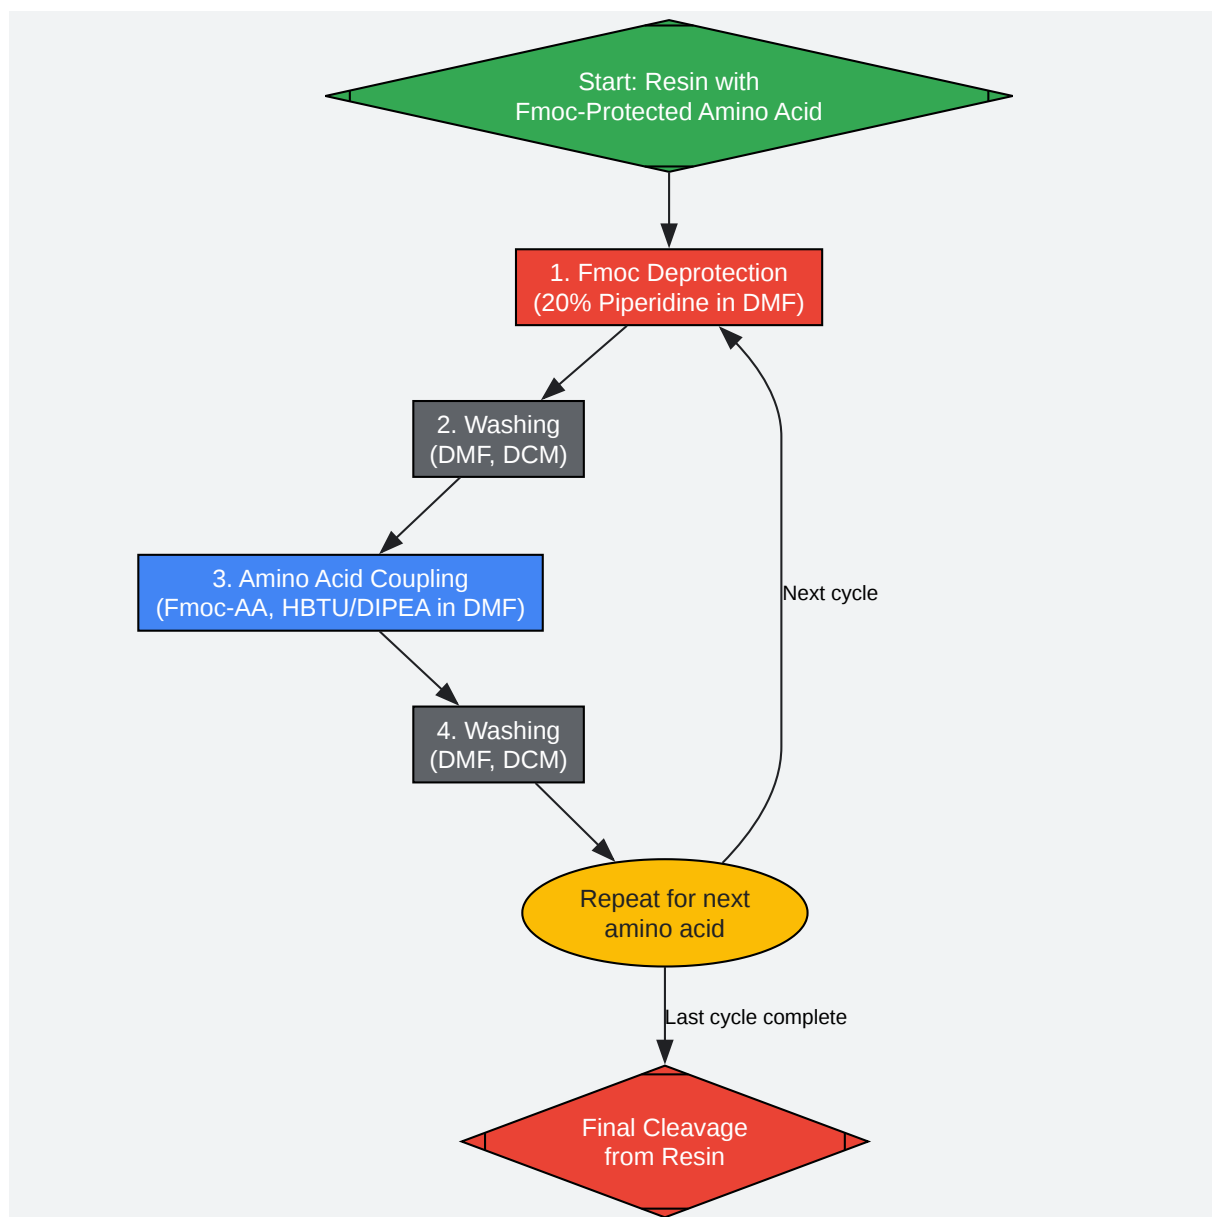 Start: Resin with
Fmoc-Protected Amino Acid
1. Fmoc Deprotection
(20% Piperidine in DMF)
2. Washing
(DMF, DCM)
3. Amino Acid Coupling
(Fmoc-AA, HBTU/DIPEA in DMF)
Next cycle
4. Washing
(DMF, DCM)
Repeat for next
amino acid
Last cycle complete
Final Cleavage
from Resin